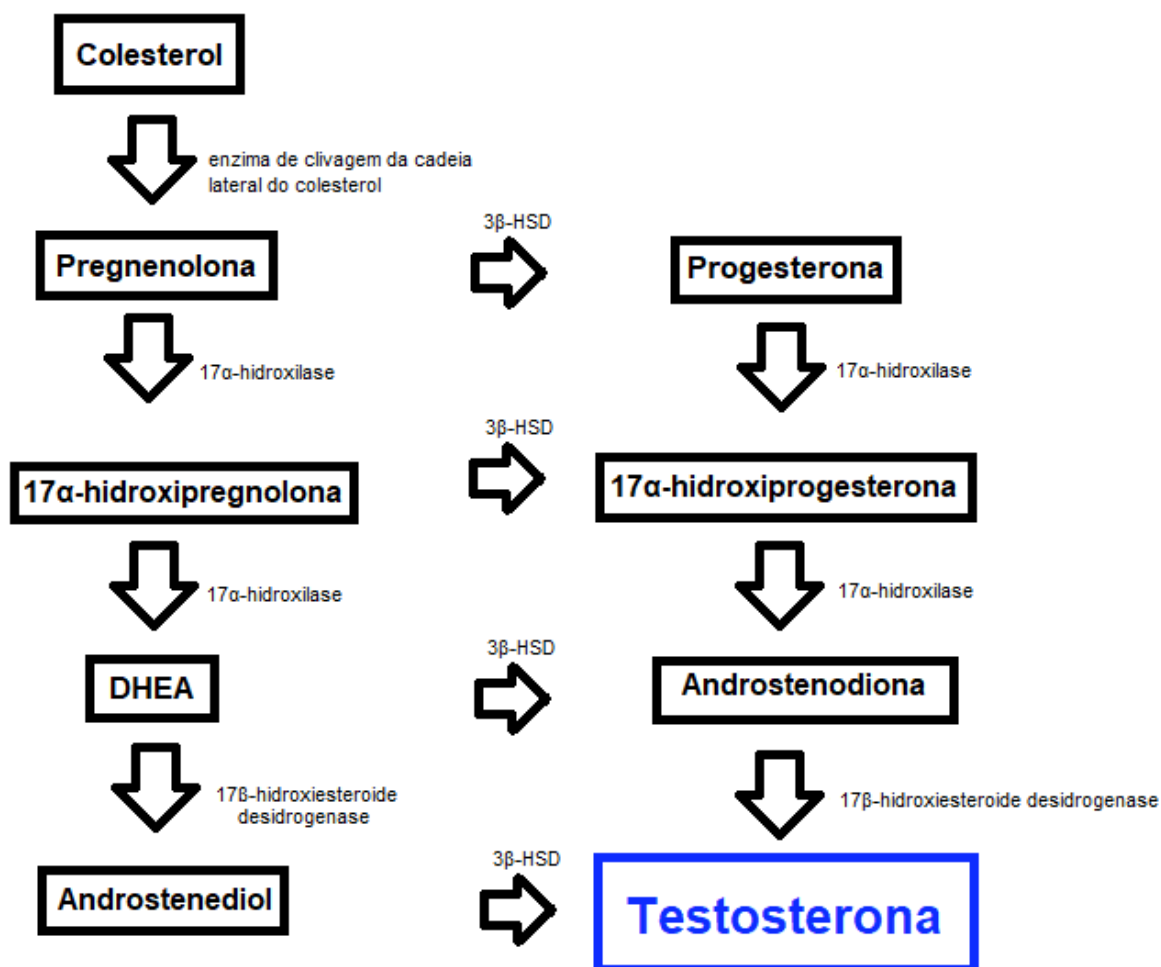 Colesterol
enzima de clivagem da cadeia
lateral do colesterol
3β-HSD
Pregnenolona
Progesterona
17α-hidroxilase
17α-hidroxilase
3β-HSD
17α-hidroxipregnolona
17α-hidroxiprogesterona
17α-hidroxilase
17α-hidroxilase
3β-HSD
DHEA
Androstenodiona
17ß-hidroxiesteroide
desidrogenase
17β-hidroxiesteroide desidrogenase
3β-HSD
Androstenediol
Testosterona